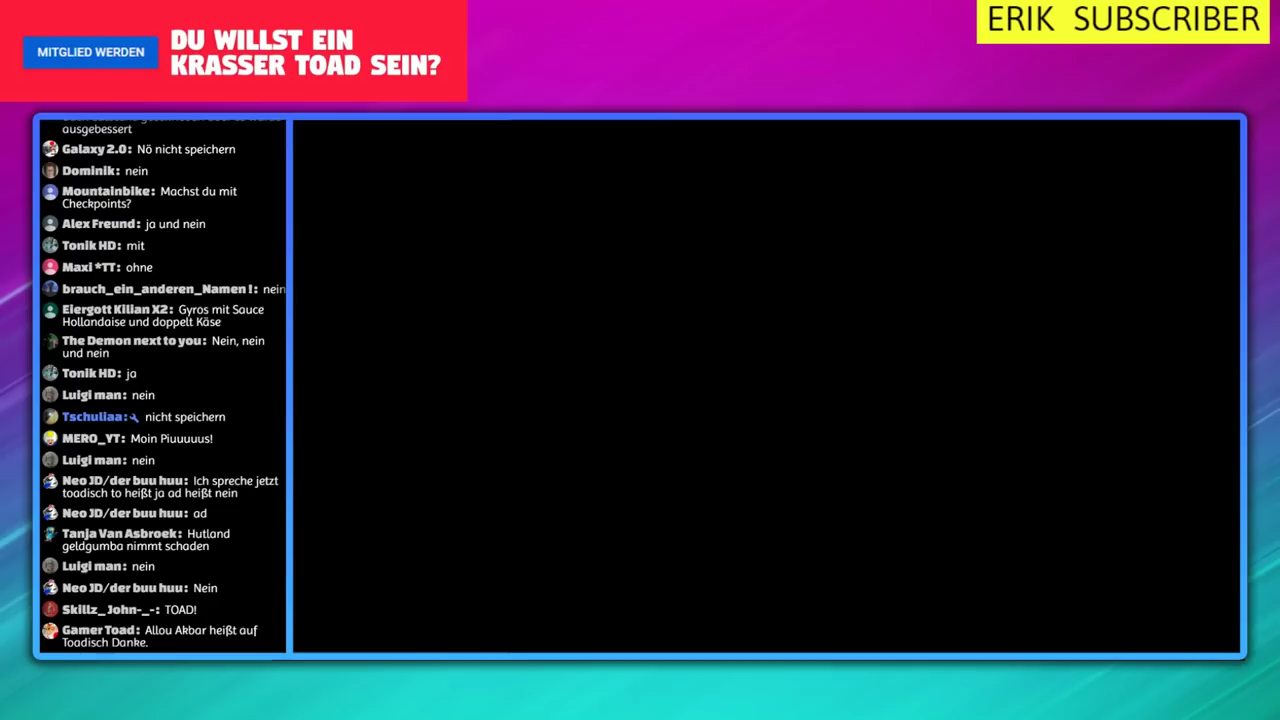 MITGLIED WERDEN
DU WILLST EIN
KRASSER TOAD SEIN?
ERIK SUBSCRIBER
ausgebessert
Galaxy 2.0: Nö nicht speichern
Dominik: nein
Mountainbike: Machst du mit
Checkpoints?
Alex Freund: ja und nein
Tonik HD: mit
Maxi *TT: ohne
brauch_ein_anderen_Namen !: nein
Eiergott Kilian X2: Gyros mit Sauce
Hollandaise und doppelt Käse
The Demon next to you: Nein, nein
und nein
Tonik HD: ja
Luigi man: nein
Tschuliaa: nicht speichern
MERO_YT: Moin Piuuuuus!
Luigi man: nein
Neo JD/der buu huu: Ich spreche jetzt
toadisch to heißt ja ad heißt nein
Neo JD/der buu huu: ad
Tanja Van Asbroek: Hutland
geldgumba nimmt schaden
Luigi man: nein
Neo JD/der buu huu: Nein
Skillz_John-_-: TOAD!
Gamer Toad: Allou Akbar heißt auf
Toadisch Danke.